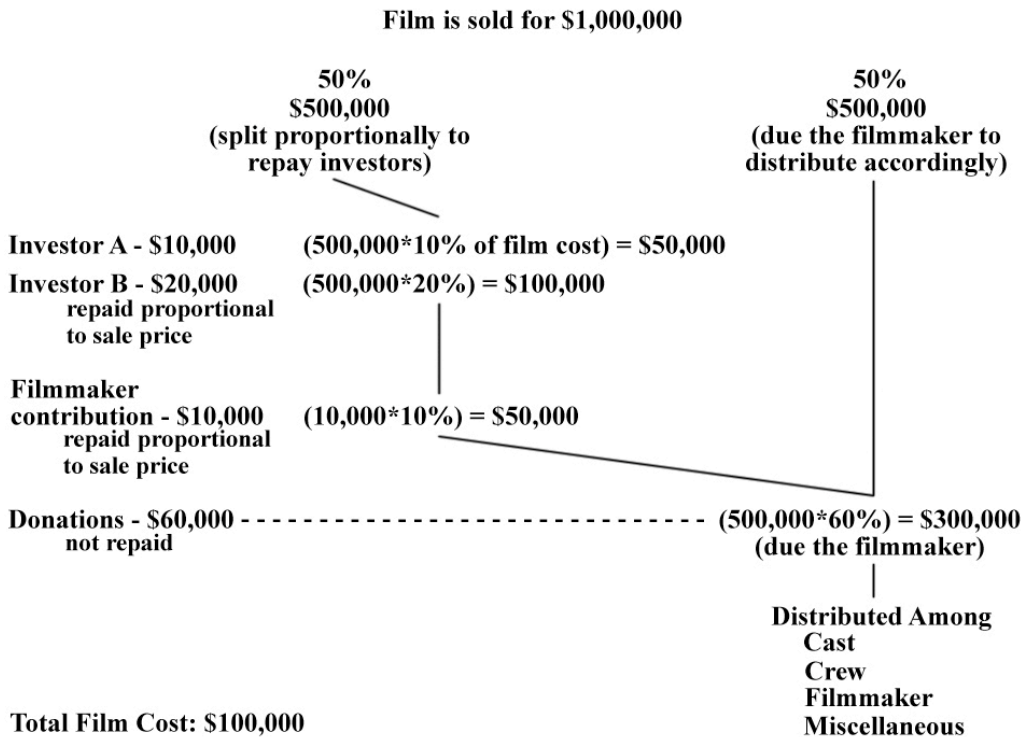 Film is sold for $1,000,000
50%
$500,000
(split proportionally to
repay investors)
50%
$500,000
(due the filmmaker to
distribute accordingly)
Investor A - $10,000 (500,000*10% of film cost) = $50,000
Investor B - $20,000 (500,000*20%) = $100,000
repaid proportional
to sale price
Filmmaker
contribution - $10,000 (10,000*10%) = $50,000
repaid proportional
to sale price
Donations - $60,000 (500,000*60%) = $300,000
not repaid
(due the filmmaker)
Distributed Among
Cast
Crew
Filmmaker
Miscellaneous
Total Film Cost: $100,000